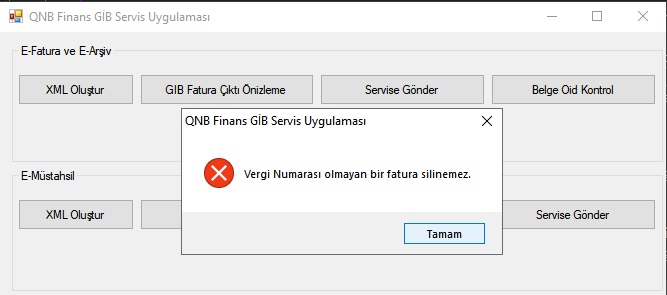 QNB Finans GİB Servis Uygulaması
E-Fatura ve E-Arşiv
XML Oluştur
GIB Fatura Çıktı Önizleme
Servise Gönder
Belge Oid Kontrol
QNB Finans GİB Servis Uygulaması
Vergi Numarası olmayan bir fatura silinemez.
Tamam
E-Müstahsil
XML Oluştur
Servise Gönder